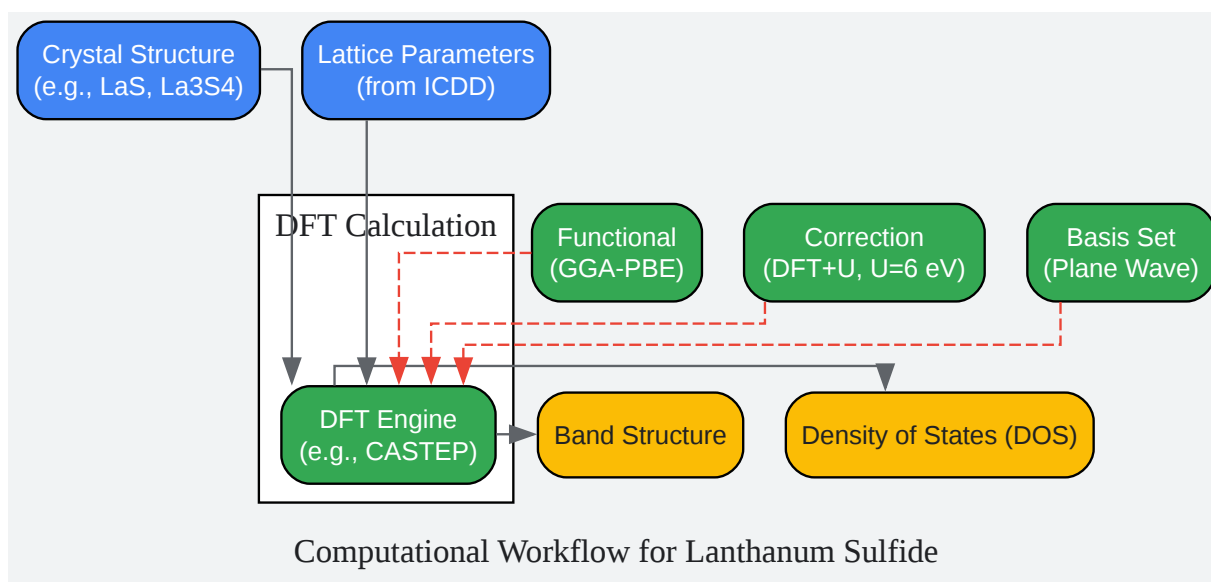 Crystal Structure
(e.g., LaS, La3S4)
Lattice Parameters
(from ICDD)
DFT Calculation
Functional
(GGA-PBE)
Correction
(DFT+U, U=6 eV)
Basis Set
(Plane Wave)
DFT Engine
(e.g., CASTEP)
Band Structure
Density of States (DOS)
Computational Workflow for Lanthanum Sulfide